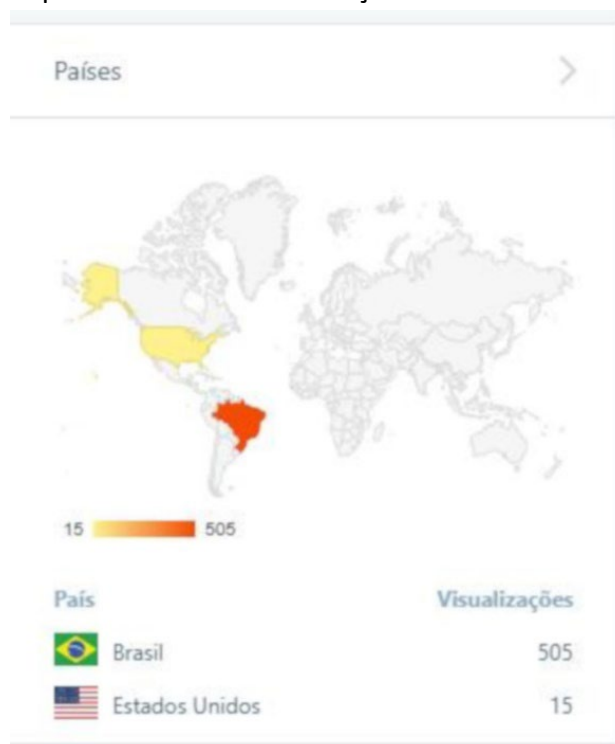 Países
15 505
País Visualizações
Brasil 505
Estados Unidos 15